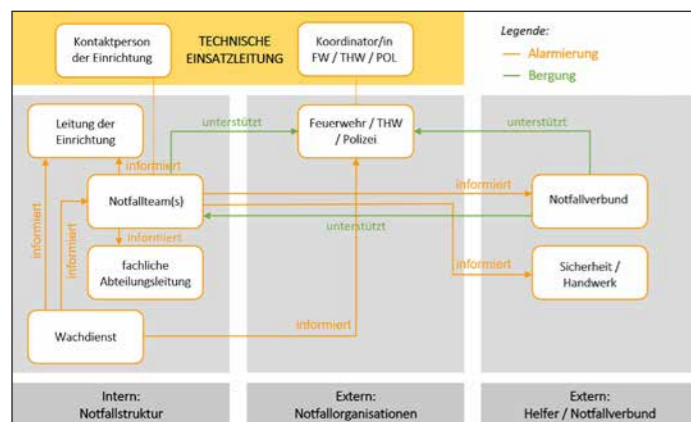 Kontaktperson
der Einrichtung
TECHNISCHE
EINSATZLEITUNG
Koordinator/in
FW / THW / POL
Legende:
Alarmierung
Bergung
Leitung der
Einrichtung
unterstützt
Feuerwehr / THW
/ Polizei
unterstützt
informiert
Notfallteam(s)
informiert
Notfallverbund
unterstützt
informiert
informiert
informiert
fachliche
Abteilungsleitung
informiert
Sicherheit /
Handwerk
Wachdienst
informiert
Intern:
Notfallstruktur
Extern:
Notfallorganisationen
Extern:
Helfer / Notfallverbund